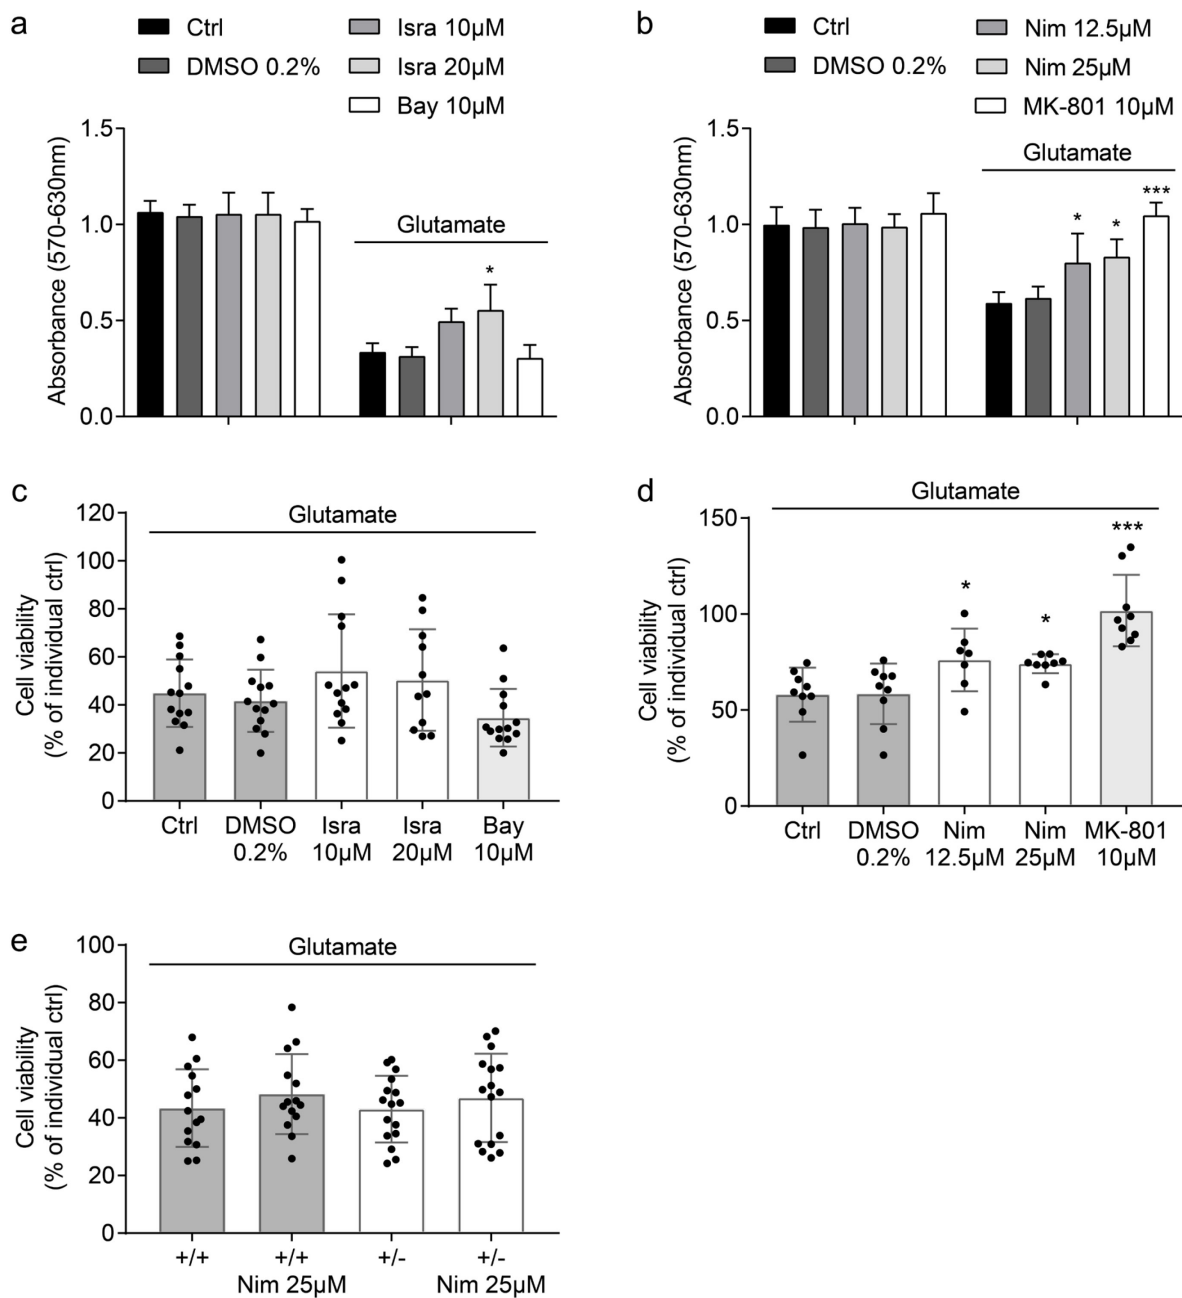 a
Ctrl
DMSO 0.2%
Isra 10µM
Isra 20µM
Bay 10µM
Absorbance (570-630nm)
1.5
1.0
0.5
0.0
Glutamate
*
b
Ctrl
DMSO 0.2%
Nim 12.5µM
Nim 25µM
MK-801 10µM
Absorbance (570-630nm)
1.5
1.0
0.5
0.0
Glutamate
* * ***
c
Cell viability
(% of individual ctrl)
120
100
80
60
40
20
0
Glutamate
Ctrl DMSO Isra Isra Bay
0.2% 10µM 20µM 10µM
d
Cell viability
(% of individual ctrl)
150
100
50
0
Glutamate
* * ***
Ctrl DMSO Nim Nim MK-801
0.2% 12.5µM 25µM 10µM
e
Cell viability
(% of individual ctrl)
100
80
60
40
20
0
Glutamate
+/+ +/+ +/- +/-
Nim 25µM Nim 25µM